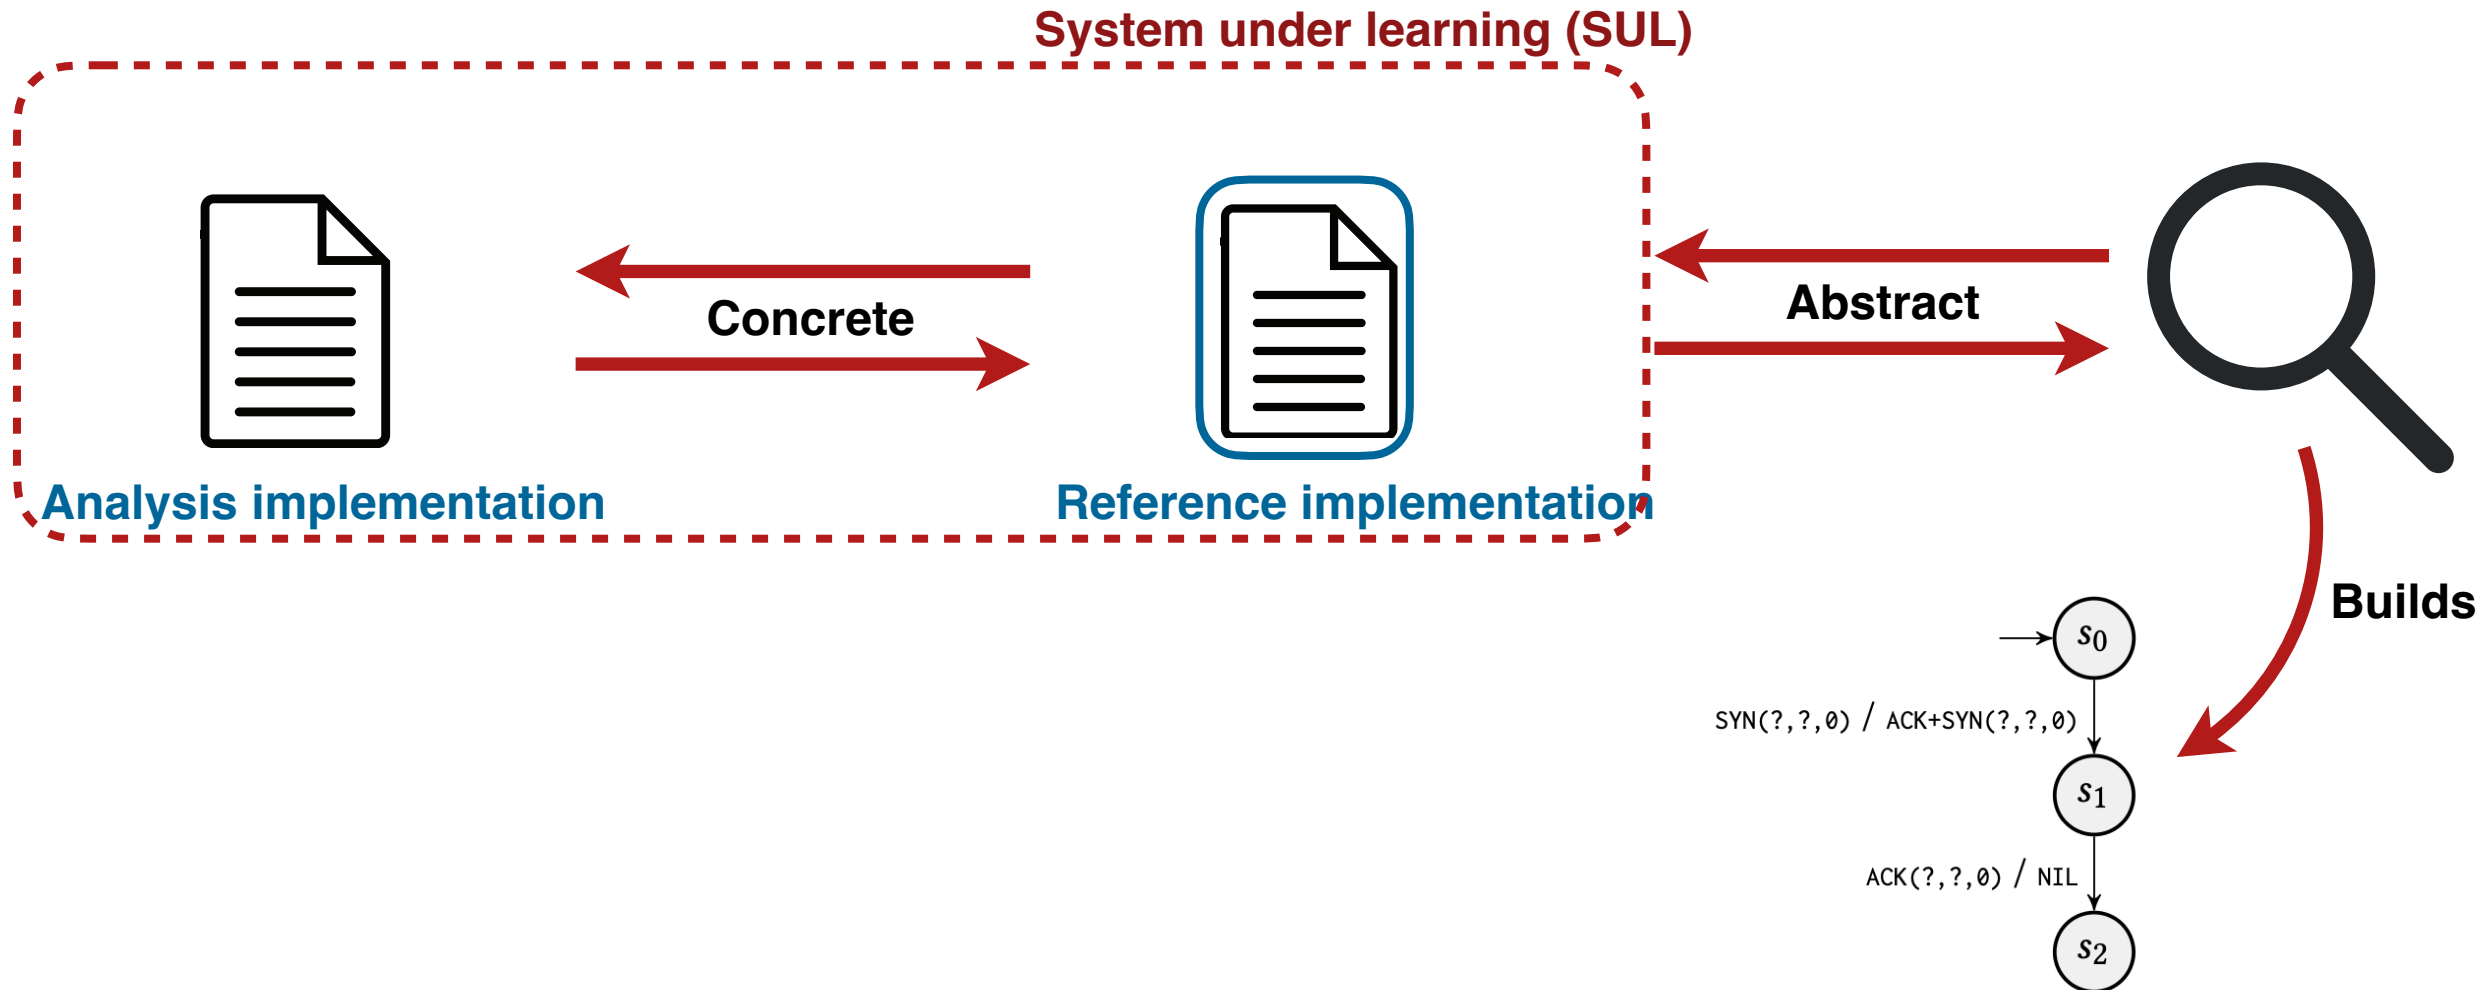 System under learning (SUL)
Concrete
Abstract
Analysis implementation
Reference implementation
Builds
s0
SYN(?,?,0) / ACK+SYN(?,?,0)
s1
ACK(?,?,0) / NIL
s2